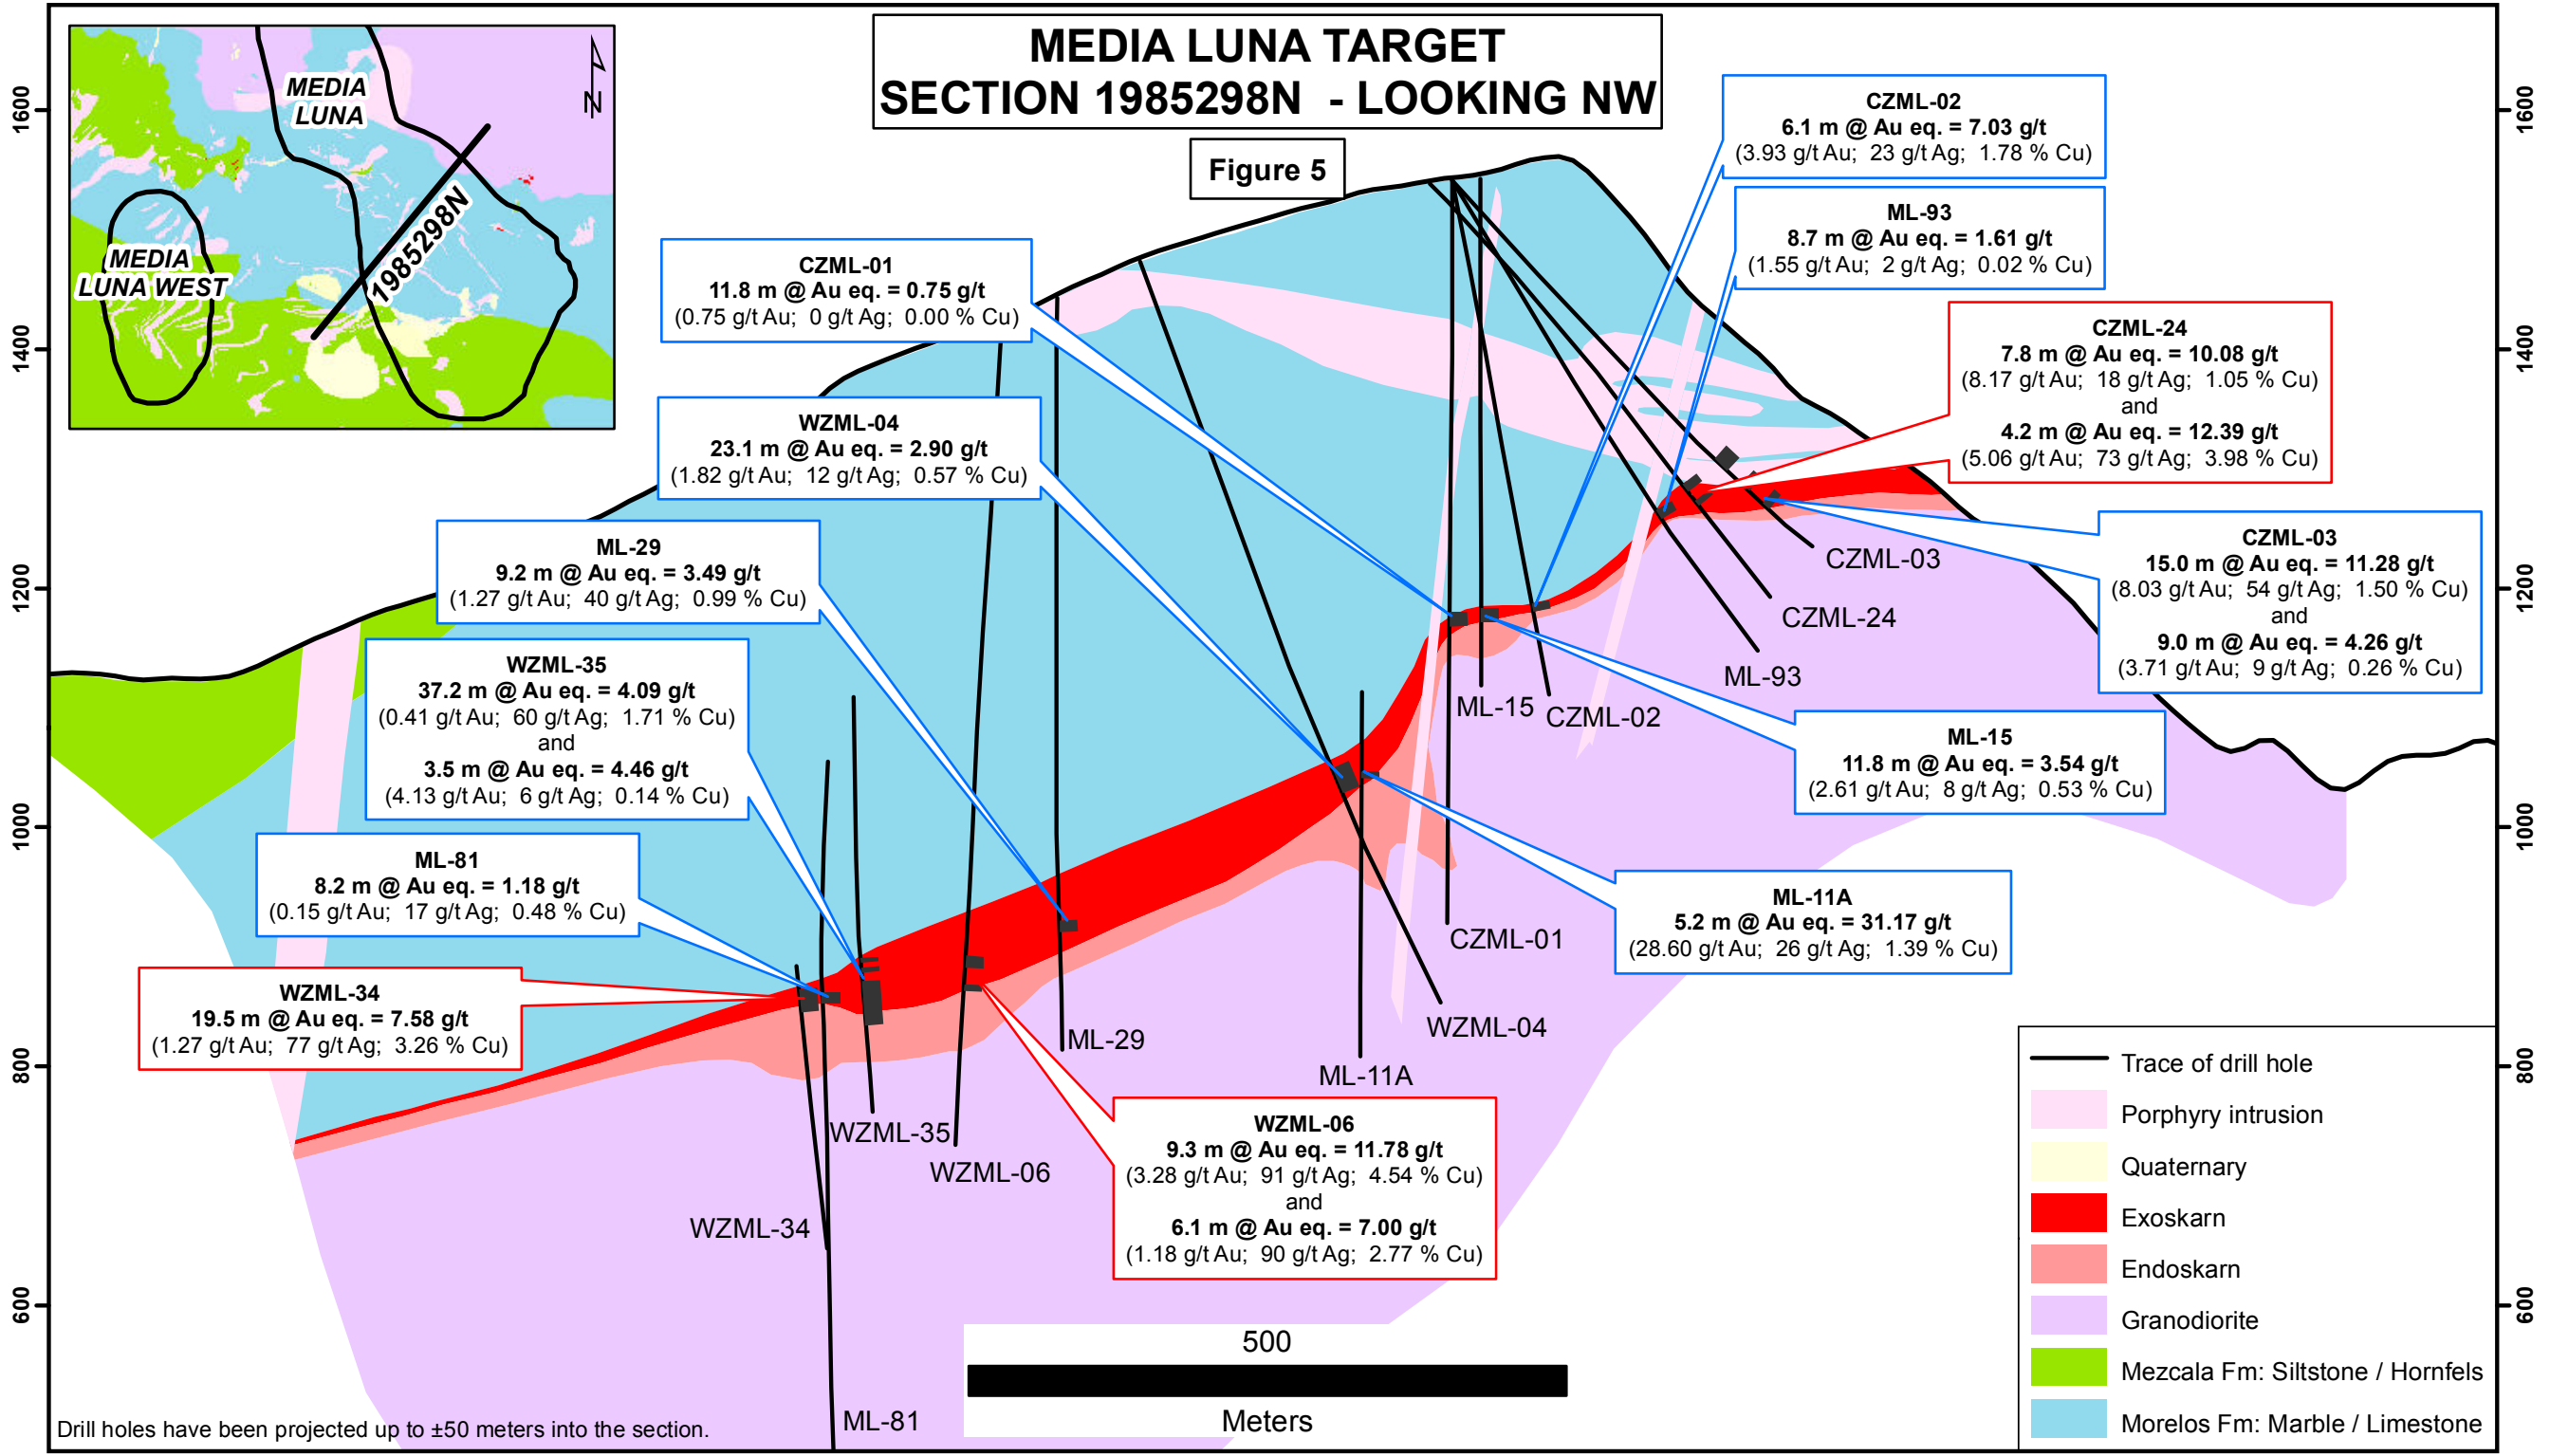 MEDIA LUNA TARGET
SECTION 1985298N - LOOKING NW
Figure 5
MEDIA
LUNA
N
1985298N
MEDIA
LUNA WEST
1600
1400
1200
1000
800
600
1600
1400
1200
1000
800
600
CZML-02
6.1 m @ Au eq. = 7.03 g/t
(3.93 g/t Au; 23 g/t Ag; 1.78 % Cu)
ML-93
8.7 m @ Au eq. = 1.61 g/t
(1.55 g/t Au; 2 g/t Ag; 0.02 % Cu)
CZML-01
11.8 m @ Au eq. = 0.75 g/t
(0.75 g/t Au; 0 g/t Ag; 0.00 % Cu)
CZML-24
7.8 m @ Au eq. = 10.08 g/t
(8.17 g/t Au; 18 g/t Ag; 1.05 % Cu)
and
4.2 m @ Au eq. = 12.39 g/t
(5.06 g/t Au; 73 g/t Ag; 3.98 % Cu)
WZML-04
23.1 m @ Au eq. = 2.90 g/t
(1.82 g/t Au; 12 g/t Ag; 0.57 % Cu)
ML-29
9.2 m @ Au eq. = 3.49 g/t
(1.27 g/t Au; 40 g/t Ag; 0.99 % Cu)
CZML-03
15.0 m @ Au eq. = 11.28 g/t
(8.03 g/t Au; 54 g/t Ag; 1.50 % Cu)
and
9.0 m @ Au eq. = 4.26 g/t
(3.71 g/t Au; 9 g/t Ag; 0.26 % Cu)
WZML-35
37.2 m @ Au eq. = 4.09 g/t
(0.41 g/t Au; 60 g/t Ag; 1.71 % Cu)
and
3.5 m @ Au eq. = 4.46 g/t
(4.13 g/t Au; 6 g/t Ag; 0.14 % Cu)
ML-15
11.8 m @ Au eq. = 3.54 g/t
(2.61 g/t Au; 8 g/t Ag; 0.53 % Cu)
ML-81
8.2 m @ Au eq. = 1.18 g/t
(0.15 g/t Au; 17 g/t Ag; 0.48 % Cu)
ML-11A
5.2 m @ Au eq. = 31.17 g/t
(28.60 g/t Au; 26 g/t Ag; 1.39 % Cu)
WZML-34
19.5 m @ Au eq. = 7.58 g/t
(1.27 g/t Au; 77 g/t Ag; 3.26 % Cu)
WZML-06
9.3 m @ Au eq. = 11.78 g/t
(3.28 g/t Au; 91 g/t Ag; 4.54 % Cu)
and
6.1 m @ Au eq. = 7.00 g/t
(1.18 g/t Au; 90 g/t Ag; 2.77 % Cu)
CZML-03
CZML-24
ML-93
ML-15
CZML-02
CZML-01
WZML-04
ML-29
ML-11A
WZML-35
WZML-06
WZML-34
ML-81
Trace of drill hole
Porphyry intrusion
Quaternary
Exoskarn
Endoskarn
Granodiorite
Mezcala Fm: Siltstone / Hornfels
Morelos Fm: Marble / Limestone
500
Meters
Drill holes have been projected up to ±50 meters into the section.